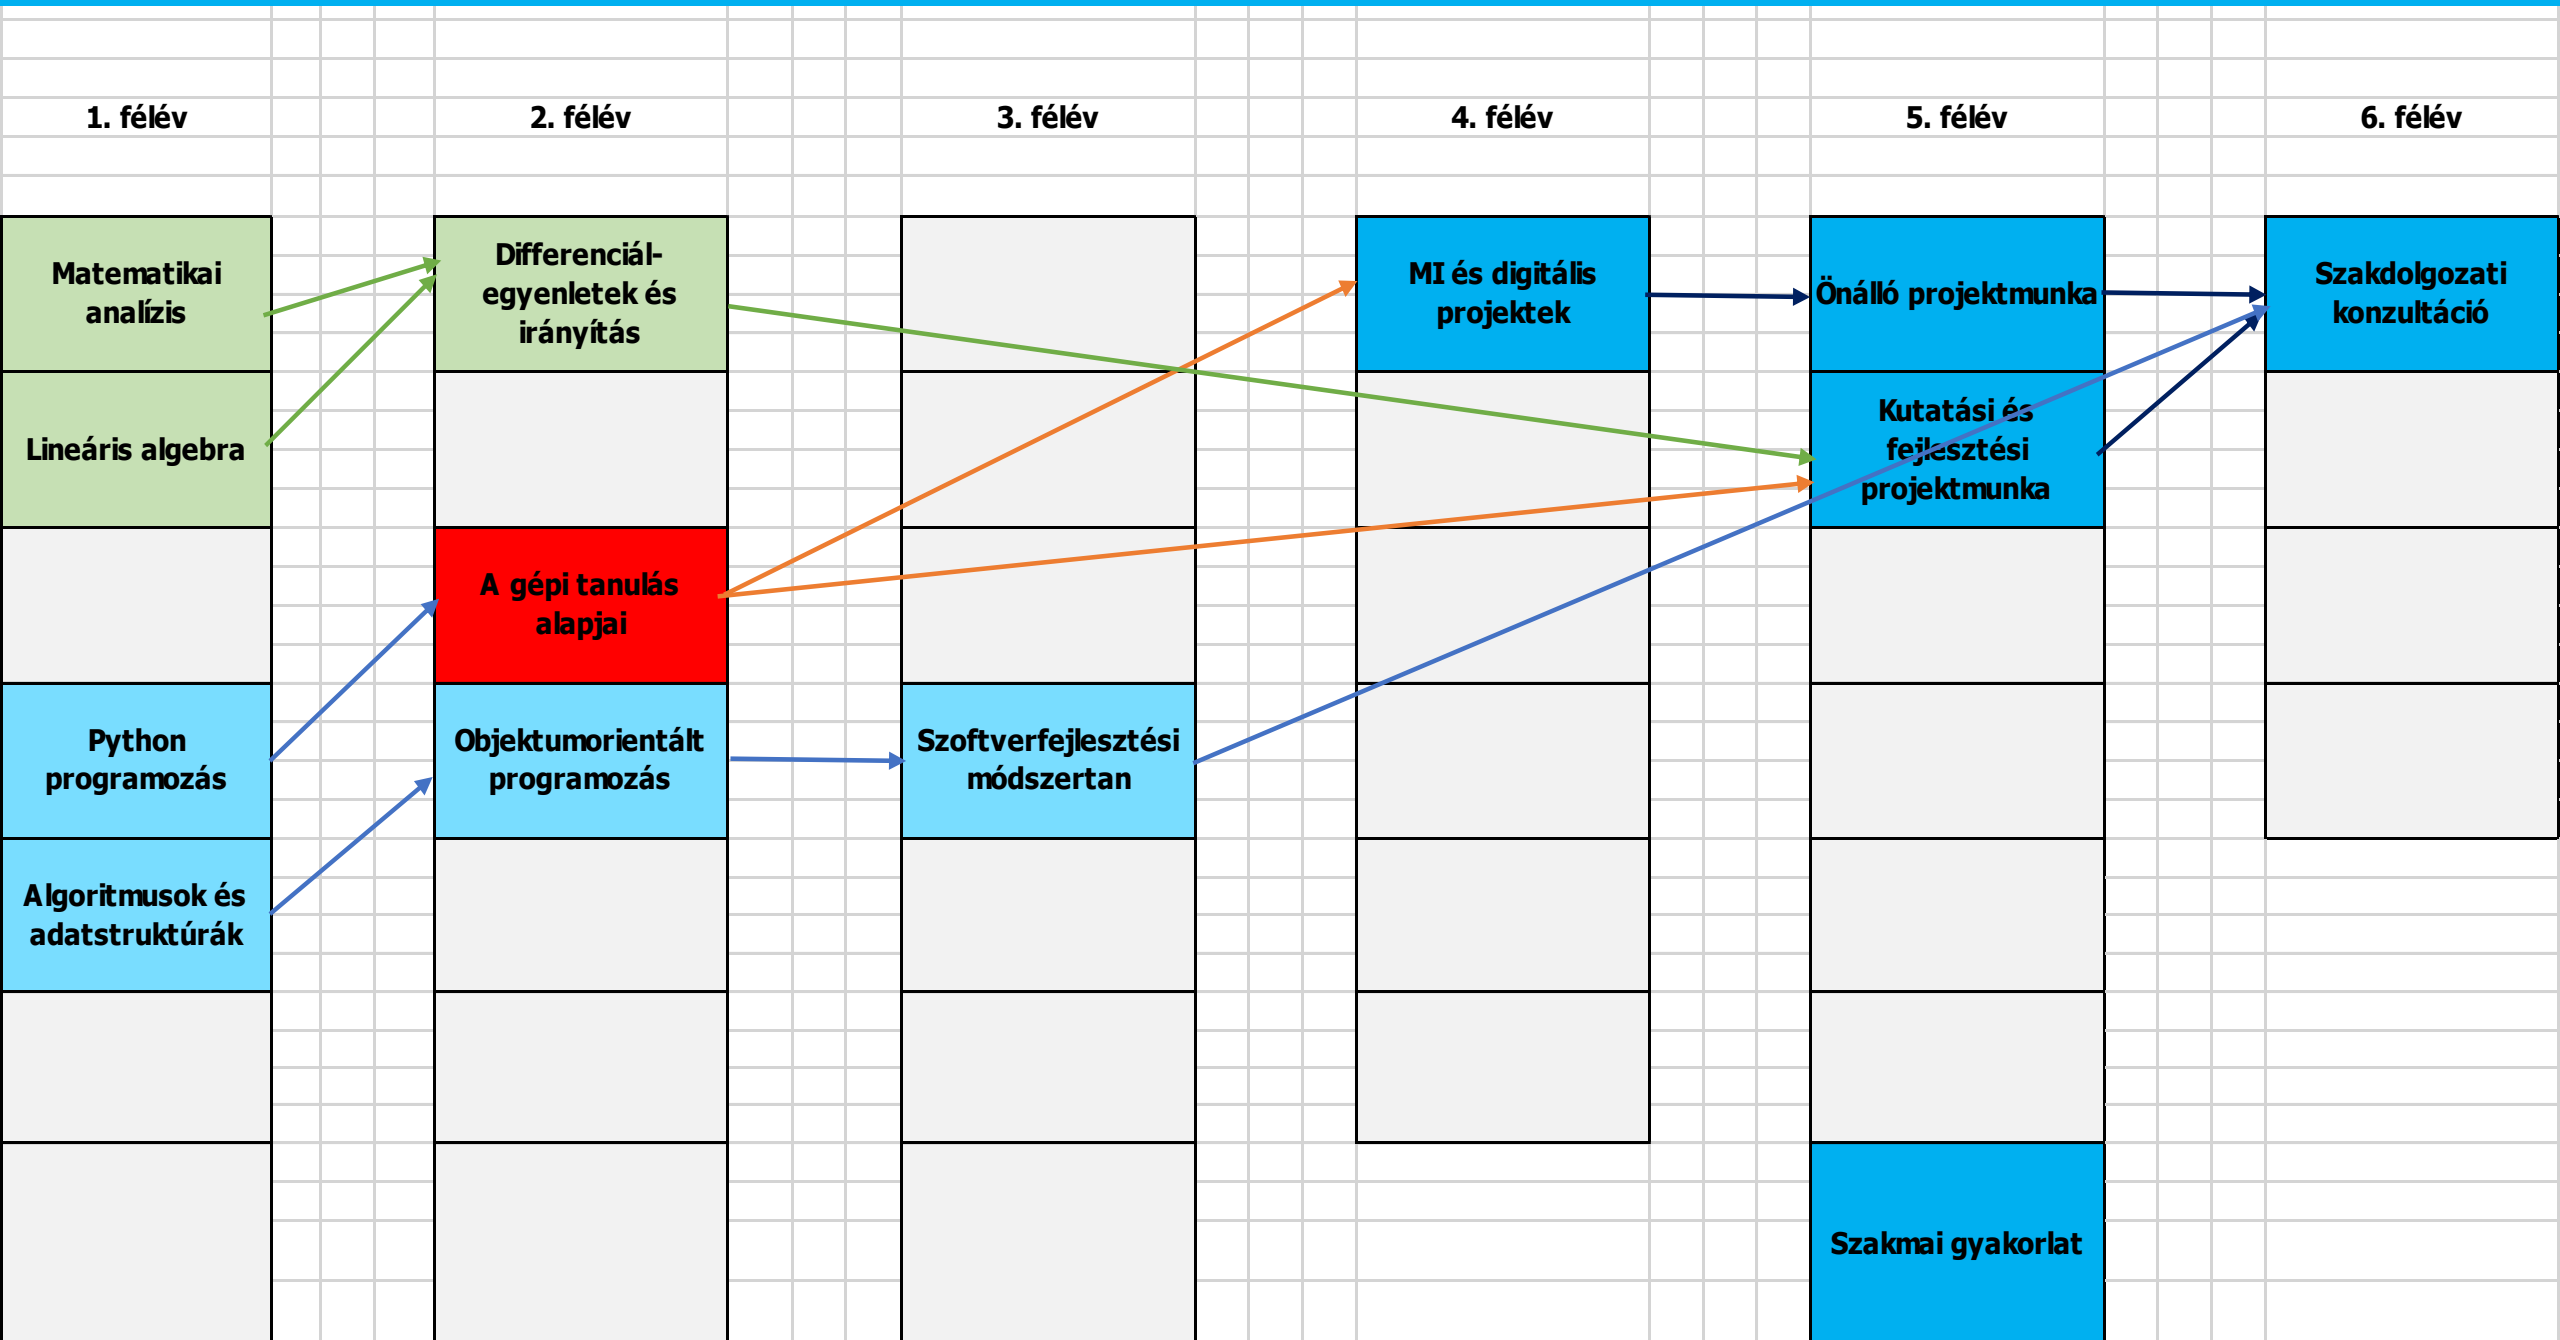 1. félév
2. félév
3. félév
4. félév
5. félév
6. félév
Matematikai
analízis
Lineáris algebra
Python
programozás
Algoritmusok és
adatstruktúrák
Differenciál-
egyenletek és
irányítás
A gépi tanulás
alapjai
Objektumorientált
programozás
Szoftverfejlesztési
módszertan
MI és digitális
projektek
Önálló projektmunka
Kutatási és
fejlesztési
projektmunka
Szakmai gyakorlat
Szakdolgozati
konzultáció